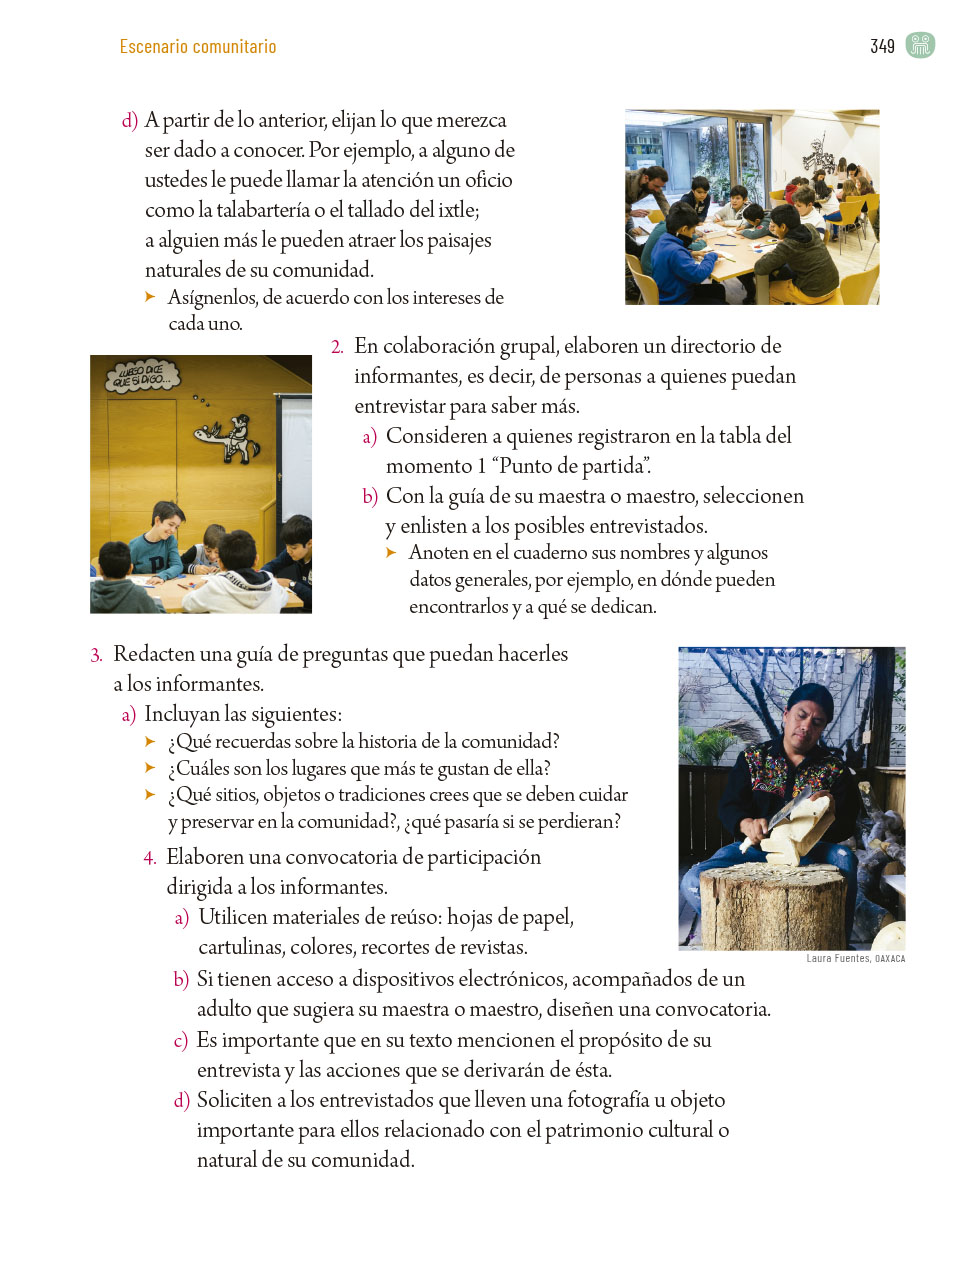 Escenario comunitario
349
d) A partir de lo anterior, elijan lo que merezca
ser dado a conocer. Por ejemplo, a alguno de
ustedes le puede llamar la atención un oficio
como la talabartería o el tallado del ixtle;
a alguien más le pueden atraer los paisajes
naturales de su comunidad.
➤ Asígnenlos, de acuerdo con los intereses de
cada uno.
LUEGO DICE
QUE SI DIGO...
2. En colaboración grupal, elaboren un directorio de
informantes, es decir, de personas a quienes puedan
entrevistar para saber más.
a) Consideren a quienes registraron en la tabla del
momento 1 “Punto de partida”.
b) Con la guía de su maestra o maestro, seleccionen
y enlisten a los posibles entrevistados.
➤ Anoten en el cuaderno sus nombres y algunos
datos generales, por ejemplo, en dónde pueden
encontrarlos y a qué se dedican.
3. Redacten una guía de preguntas que puedan hacerles
a los informantes.
a) Incluyan las siguientes:
➤ ¿Qué recuerdas sobre la historia de la comunidad?
➤ ¿Cuáles son los lugares que más te gustan de ella?
➤ ¿Qué sitios, objetos o tradiciones crees que se deben cuidar
y preservar en la comunidad?, ¿qué pasaría si se perdieran?
4. Elaboren una convocatoria de participación
dirigida a los informantes.
a) Utilicen materiales de reúso: hojas de papel,
cartulinas, colores, recortes de revistas.
Laura Fuentes, OAXACA
b) Si tienen acceso a dispositivos electrónicos, acompañados de un
adulto que sugiera su maestra o maestro, diseñen una convocatoria.
c) Es importante que en su texto mencionen el propósito de su
entrevista y las acciones que se derivarán de ésta.
d) Soliciten a los entrevistados que lleven una fotografía u objeto
importante para ellos relacionado con el patrimonio cultural o
natural de su comunidad.